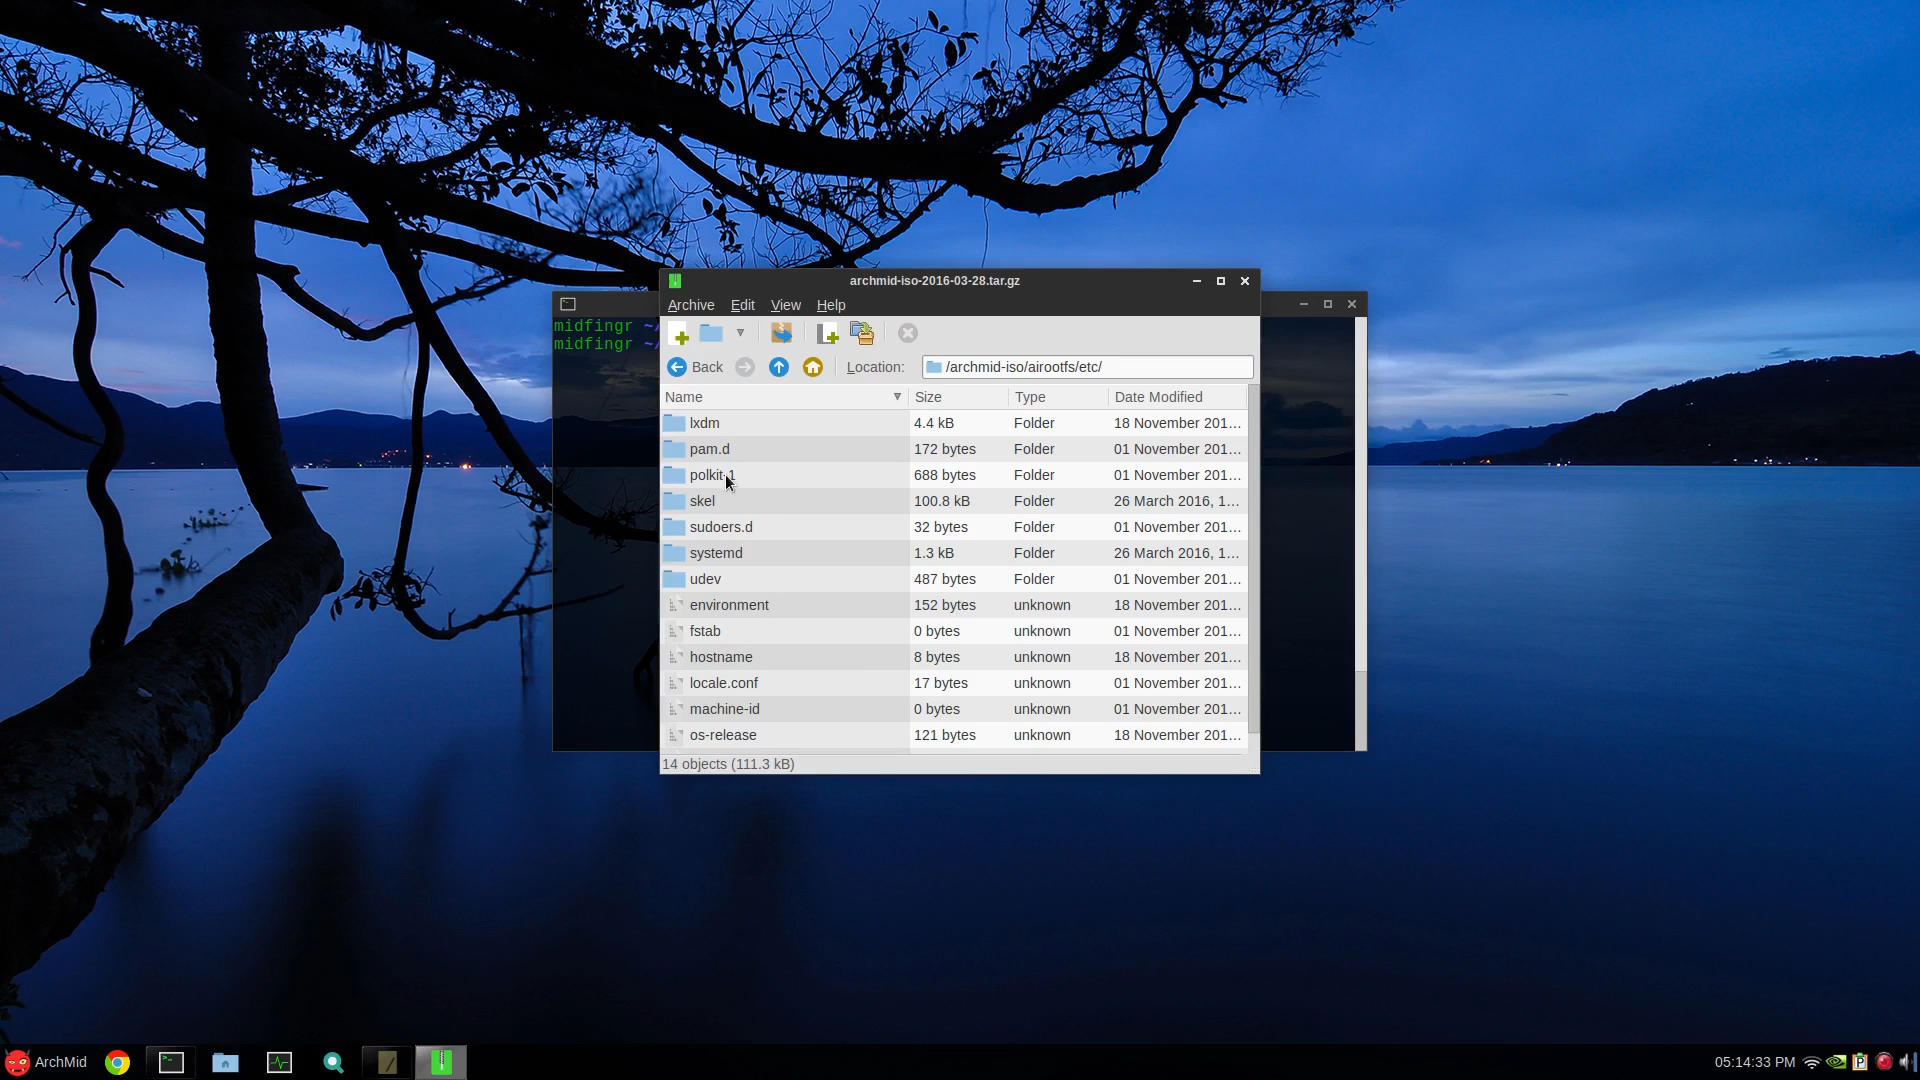 archmid-iso-2016-03-28.tar.gz
Archive Edit View Help
midfingr ~/
midfingr ~/
Back Location: /archmid-iso/airootfs/etc/
Name Size Type Date Modified
lxdm 4.4 kB Folder 18 November 201...
pam.d 172 bytes Folder 01 November 201...
polkit-1 688 bytes Folder 01 November 201...
skel 100.8 kB Folder 26 March 2016, 1...
sudoers.d 32 bytes Folder 01 November 201...
systemd 1.3 kB Folder 26 March 2016, 1...
udev 487 bytes Folder 01 November 201...
environment 152 bytes unknown 18 November 201...
fstab 0 bytes unknown 01 November 201...
hostname 8 bytes unknown 18 November 201...
locale.conf 17 bytes unknown 01 November 201...
machine-id 0 bytes unknown 01 November 201...
os-release 121 bytes unknown 18 November 201...
14 objects (111.3 kB)
ArchMid 05:14:33 PM